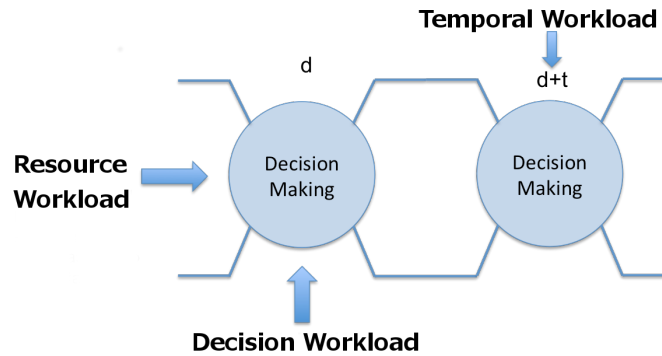 Temporal Workload
d
d+t
Decision
Making
Decision
Making
Resource
Workload
Decision Workload